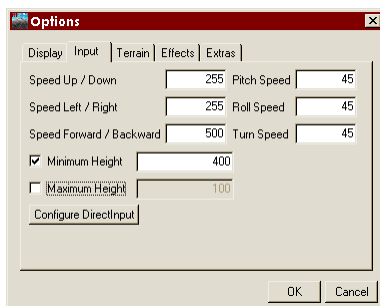 Options
Display Input Terrain Effects Extras
Speed Up / Down 255 Pitch Speed 45
Speed Left / Right 255 Roll Speed 45
Speed Forward / Backward 500 Turn Speed 45
Minimum Height 400
Maximum Height 100
Configure DirectInput
OK Cancel